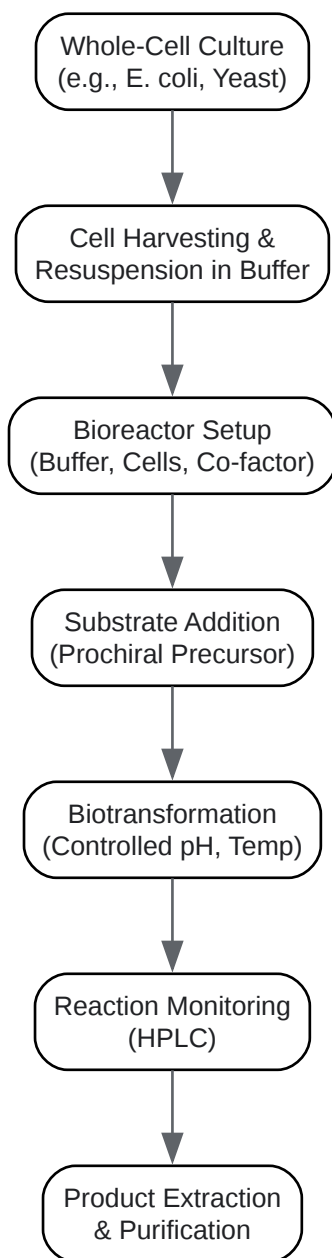 Whole-Cell Culture
(e.g., E. coli, Yeast)
Cell Harvesting &
Resuspension in Buffer
Bioreactor Setup
(Buffer, Cells, Co-factor)
Substrate Addition
(Prochiral Precursor)
Biotransformation
(Controlled pH, Temp)
Reaction Monitoring
(HPLC)
Product Extraction
& Purification